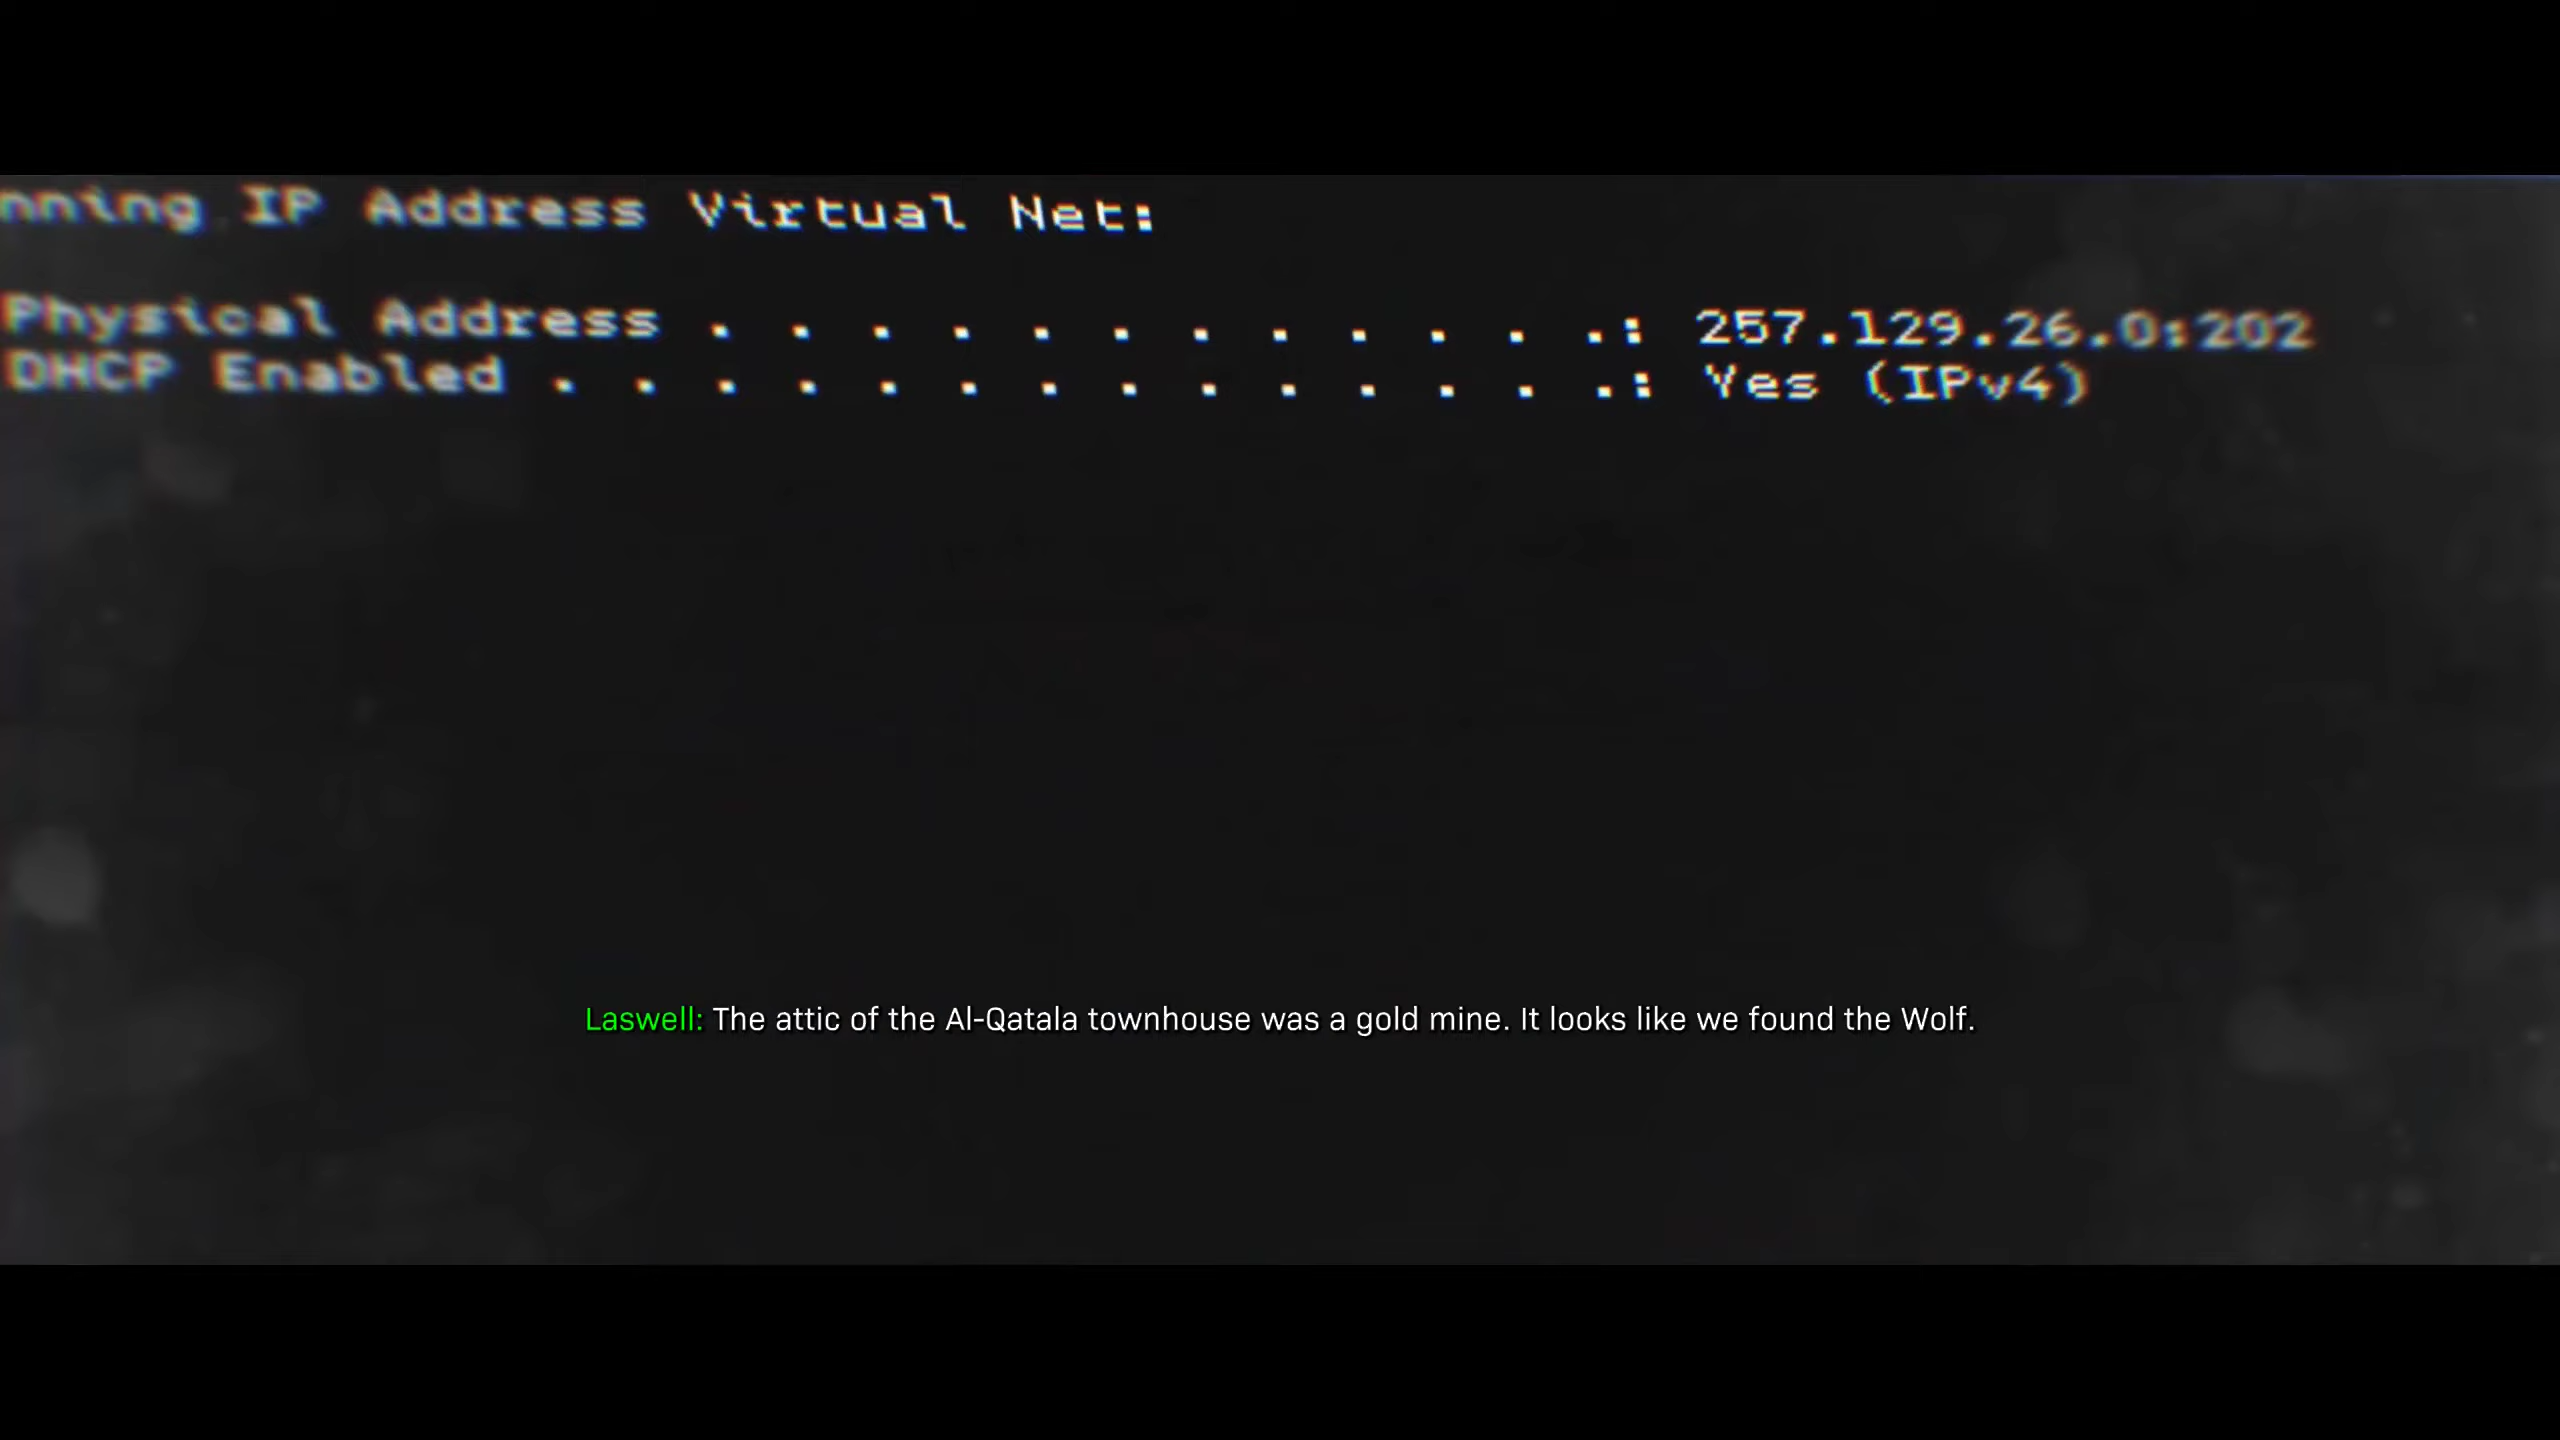 nning IP Address Virtual Net:
Physical Address . . . . . . . . . . . .: 257.129.26.0:202
DHCP Enabled . . . . . . . . . . . . . .: Yes (IPv4)
Laswell: The attic of the Al-Qatala townhouse was a gold mine. It looks like we found the Wolf.